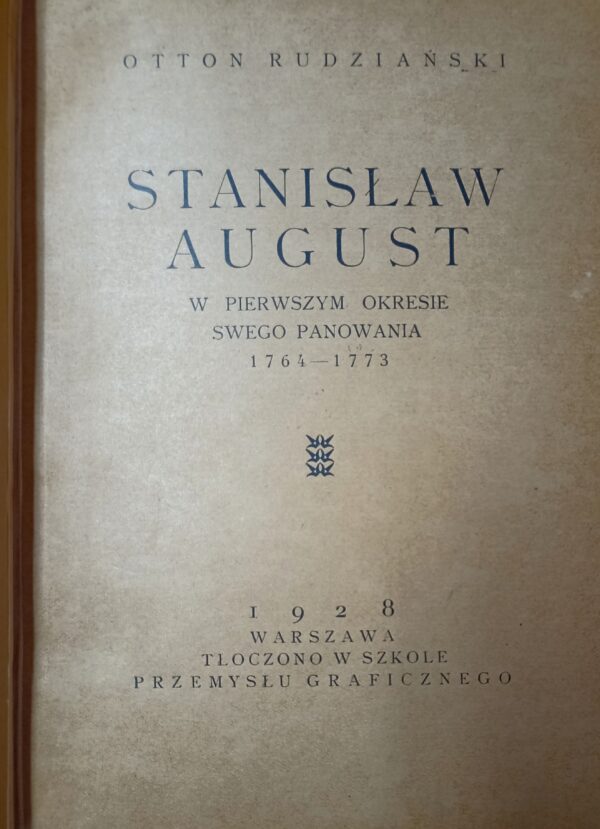 OTTON RUDZIAŃSKI
STANISŁAW
AUGUST
W PIERWSZYM OKRESIE
SWEGO PANOWANIA
1764—1773
1928
WARSZAWA
TŁOCZONO W SZKOLE
PRZEMYSŁU GRAFICZNEGO